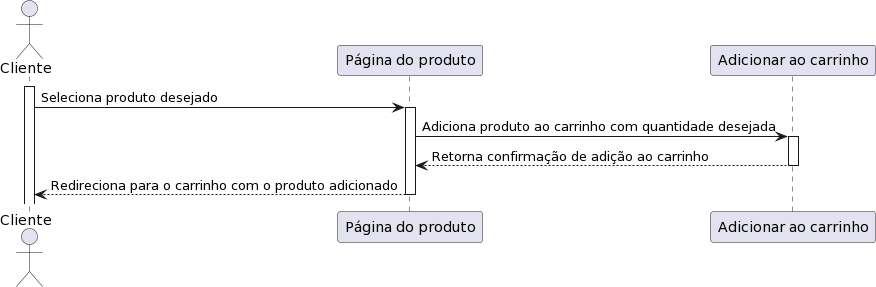 Cliente
Página do produto
Adicionar ao carrinho
Seleciona produto desejado
Adiciona produto ao carrinho com quantidade desejada
Retorna confirmação de adição ao carrinho
Redireciona para o carrinho com o produto adicionado
Cliente
Página do produto
Adicionar ao carrinho